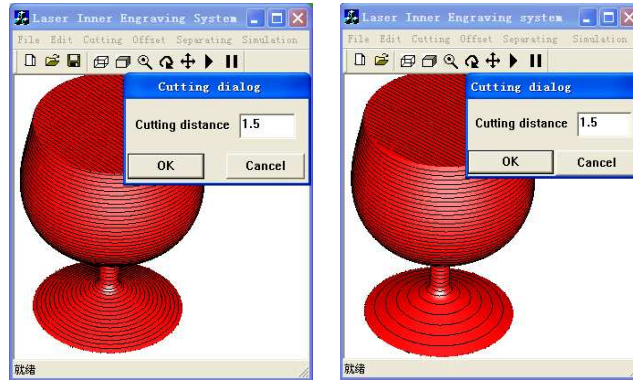 Laser Inner Engraving System
File Edit Cutting Offset Separating Simulation
Cutting dialog
Cutting distance 1.5
OK Cancel
就绪
Laser Inner Engraving system
File Edit Cutting Offset Separating Simulation
Cutting dialog
Cutting distance 1.5
OK Cancel
就绪